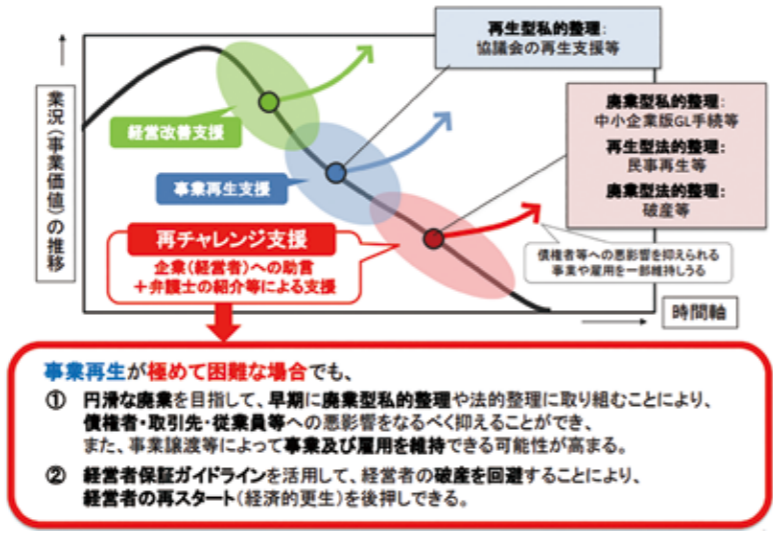 再生型私的整理:
協議会の再生支援等
廃業型私的整理:
中小企業版GL手続等
再生型法的整理:
民事再生等
廃業型法的整理:
破産等
業況(事業価値)の推移
経営改善支援
事業再生支援
再チャレンジ支援
企業(経営者)への助言
+弁護士の紹介等による支援
債権者等への悪影響を抑えられる
事業や雇用を一部維持しうる
時間軸
事業再生が極めて困難な場合でも、
① 円滑な廃業を目指して、早期に廃業型私的整理や法的整理に取り組むことにより、
債権者・取引先・従業員等への悪影響をなるべく抑えることができ、
また、事業譲渡等によって事業及び雇用を維持できる可能性が高まる。
② 経営者保証ガイドラインを活用して、経営者の破産を回避することにより、
経営者の再スタート(経済的更生)を後押しできる。